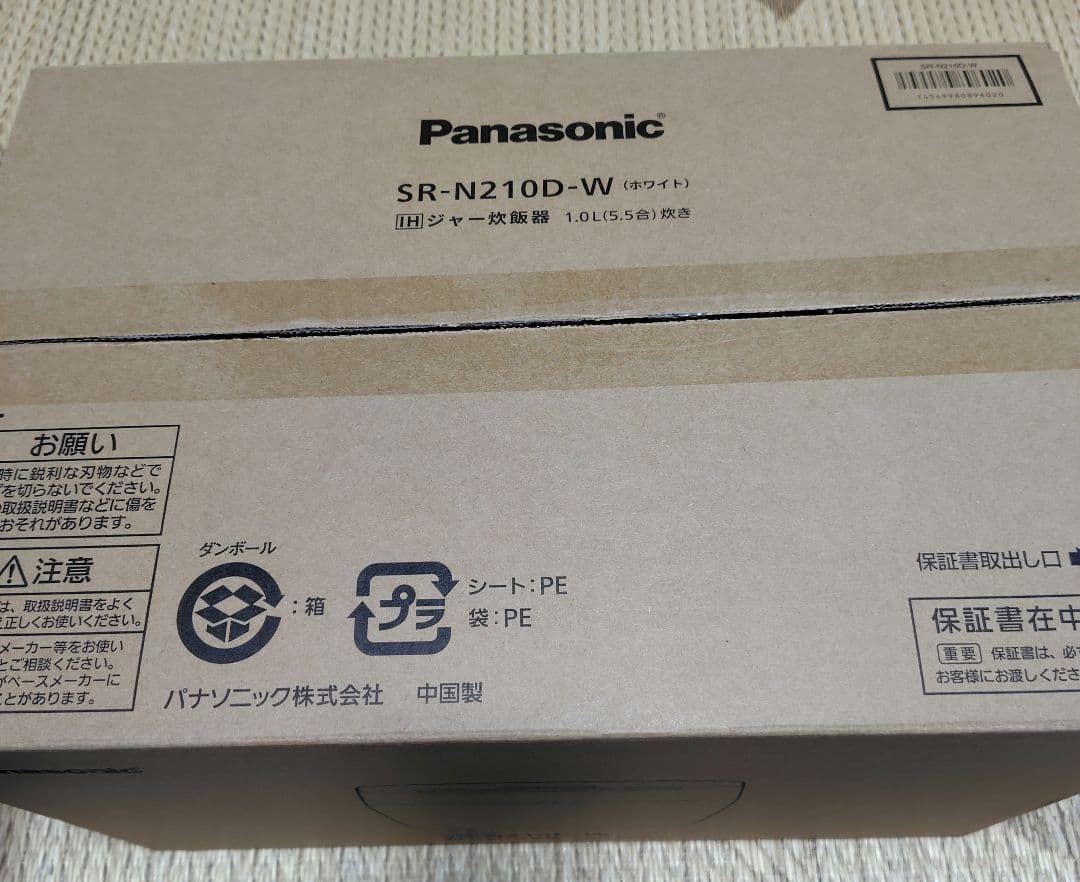 SR-N210D-W
Panasonic®
SR-N210D-W (ホワイト)
IH ジャー炊飯器 1.0L(5.5合)炊き
お願い
時に鋭利な刃物などで
を切らないでください。
取扱説明書などに傷を
おそれがあります。
注意
は、取扱説明書をよく
正しくお使いください。
メーカー等をお使い
とご相談ください。
がペースメーカーに
とがあります。
ダンボール
:箱
プラ
シート:PE
袋:PE
パナソニック株式会社 中国製
保証書取出し口
保証書在中
重要 保証書は、必ず
お客様にお渡しくださ